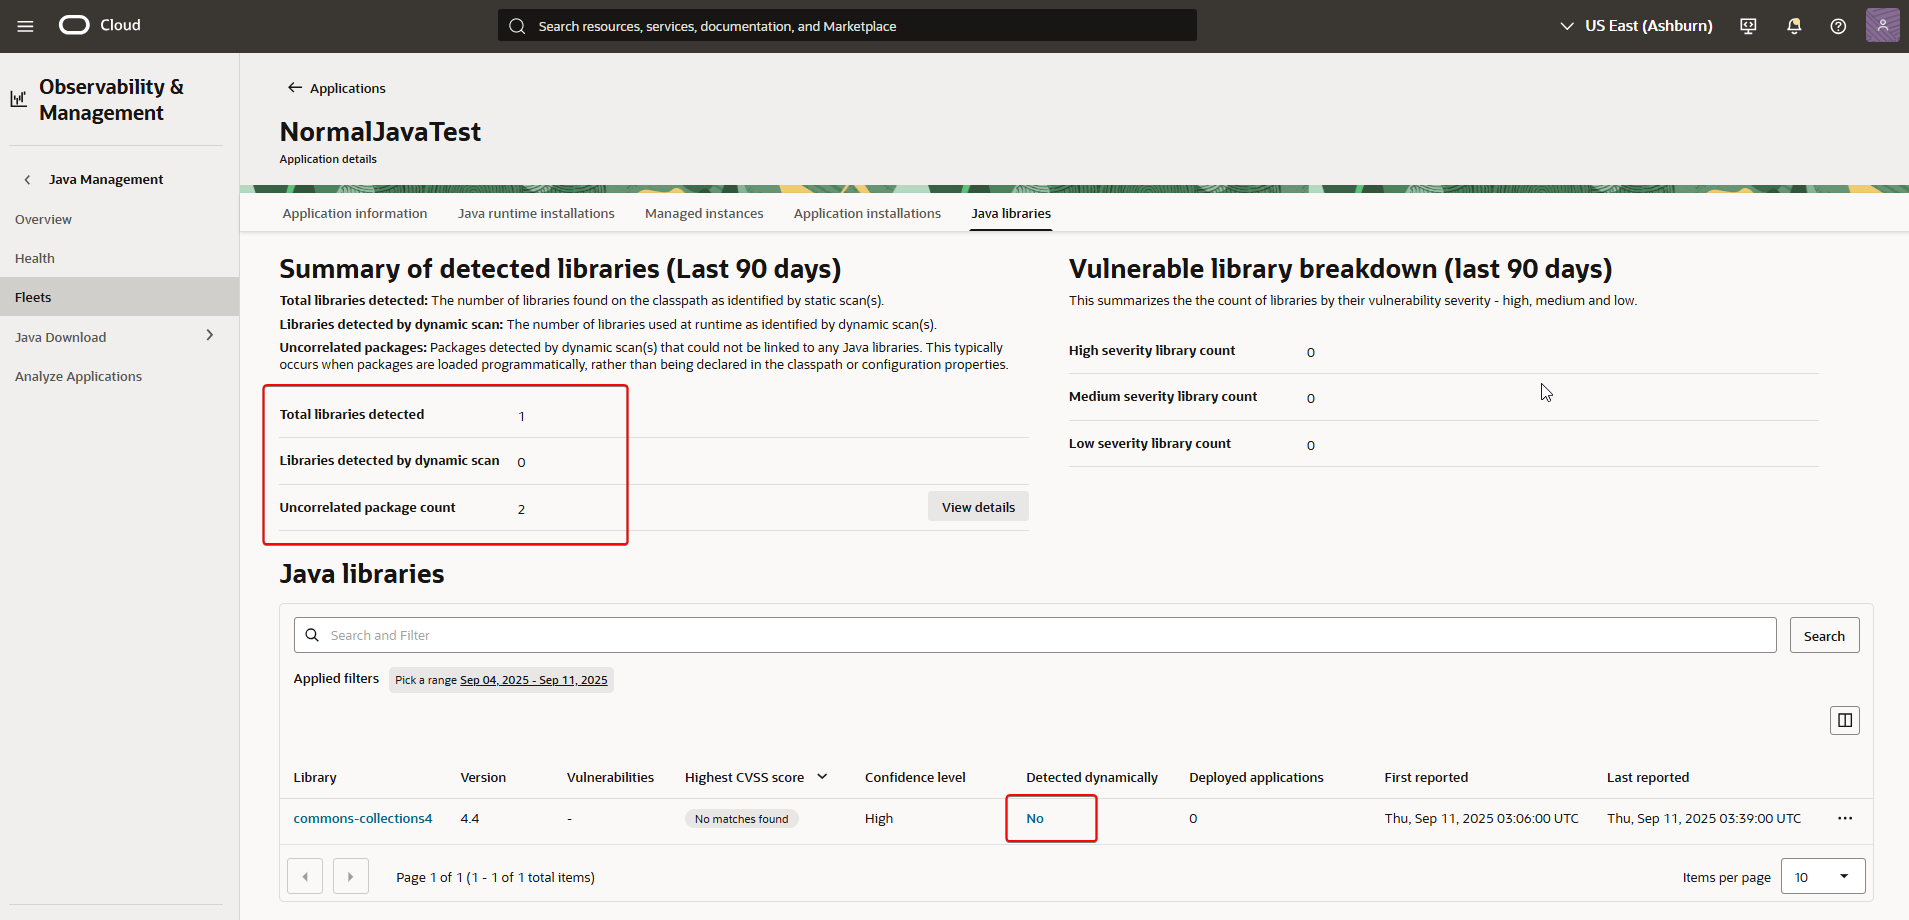 Cloud
Search resources, services, documentation, and Marketplace
US East (Ashburn)
Observability &
Management
Java Management
Overview
Health
Fleets
Java Download
Analyze Applications
Applications
NormalJavaTest
Application details
Application information
Java runtime installations
Managed instances
Application installations
Java libraries
Summary of detected libraries (Last 90 days)
Total libraries detected: The number of libraries found on the classpath as identified by static scan(s).
Libraries detected by dynamic scan: The number of libraries used at runtime as identified by dynamic scan(s).
Uncorrelated packages: Packages detected by dynamic scan(s) that could not be linked to any Java libraries. This typically
occurs when packages are loaded programmatically, rather than being declared in the classpath or configuration properties.
Total libraries detected 1
Libraries detected by dynamic scan 0
Uncorrelated package count 2
View details
Vulnerable library breakdown (last 90 days)
This summarizes the the count of libraries by their vulnerability severity - high, medium and low.
High severity library count 0
Medium severity library count 0
Low severity library count 0
Java libraries
Search and Filter
Search
Applied filters Pick a range Sep 04, 2025 - Sep 11, 2025
Library Version Vulnerabilities Highest CVSS score Confidence level Detected dynamically Deployed applications First reported Last reported
commons-collections4 4.4 - No matches found High No 0 Thu, Sep 11, 2025 03:06:00 UTC Thu, Sep 11, 2025 03:39:00 UTC
Page 1 of 1 (1 - 1 of 1 total items)
Items per page 10